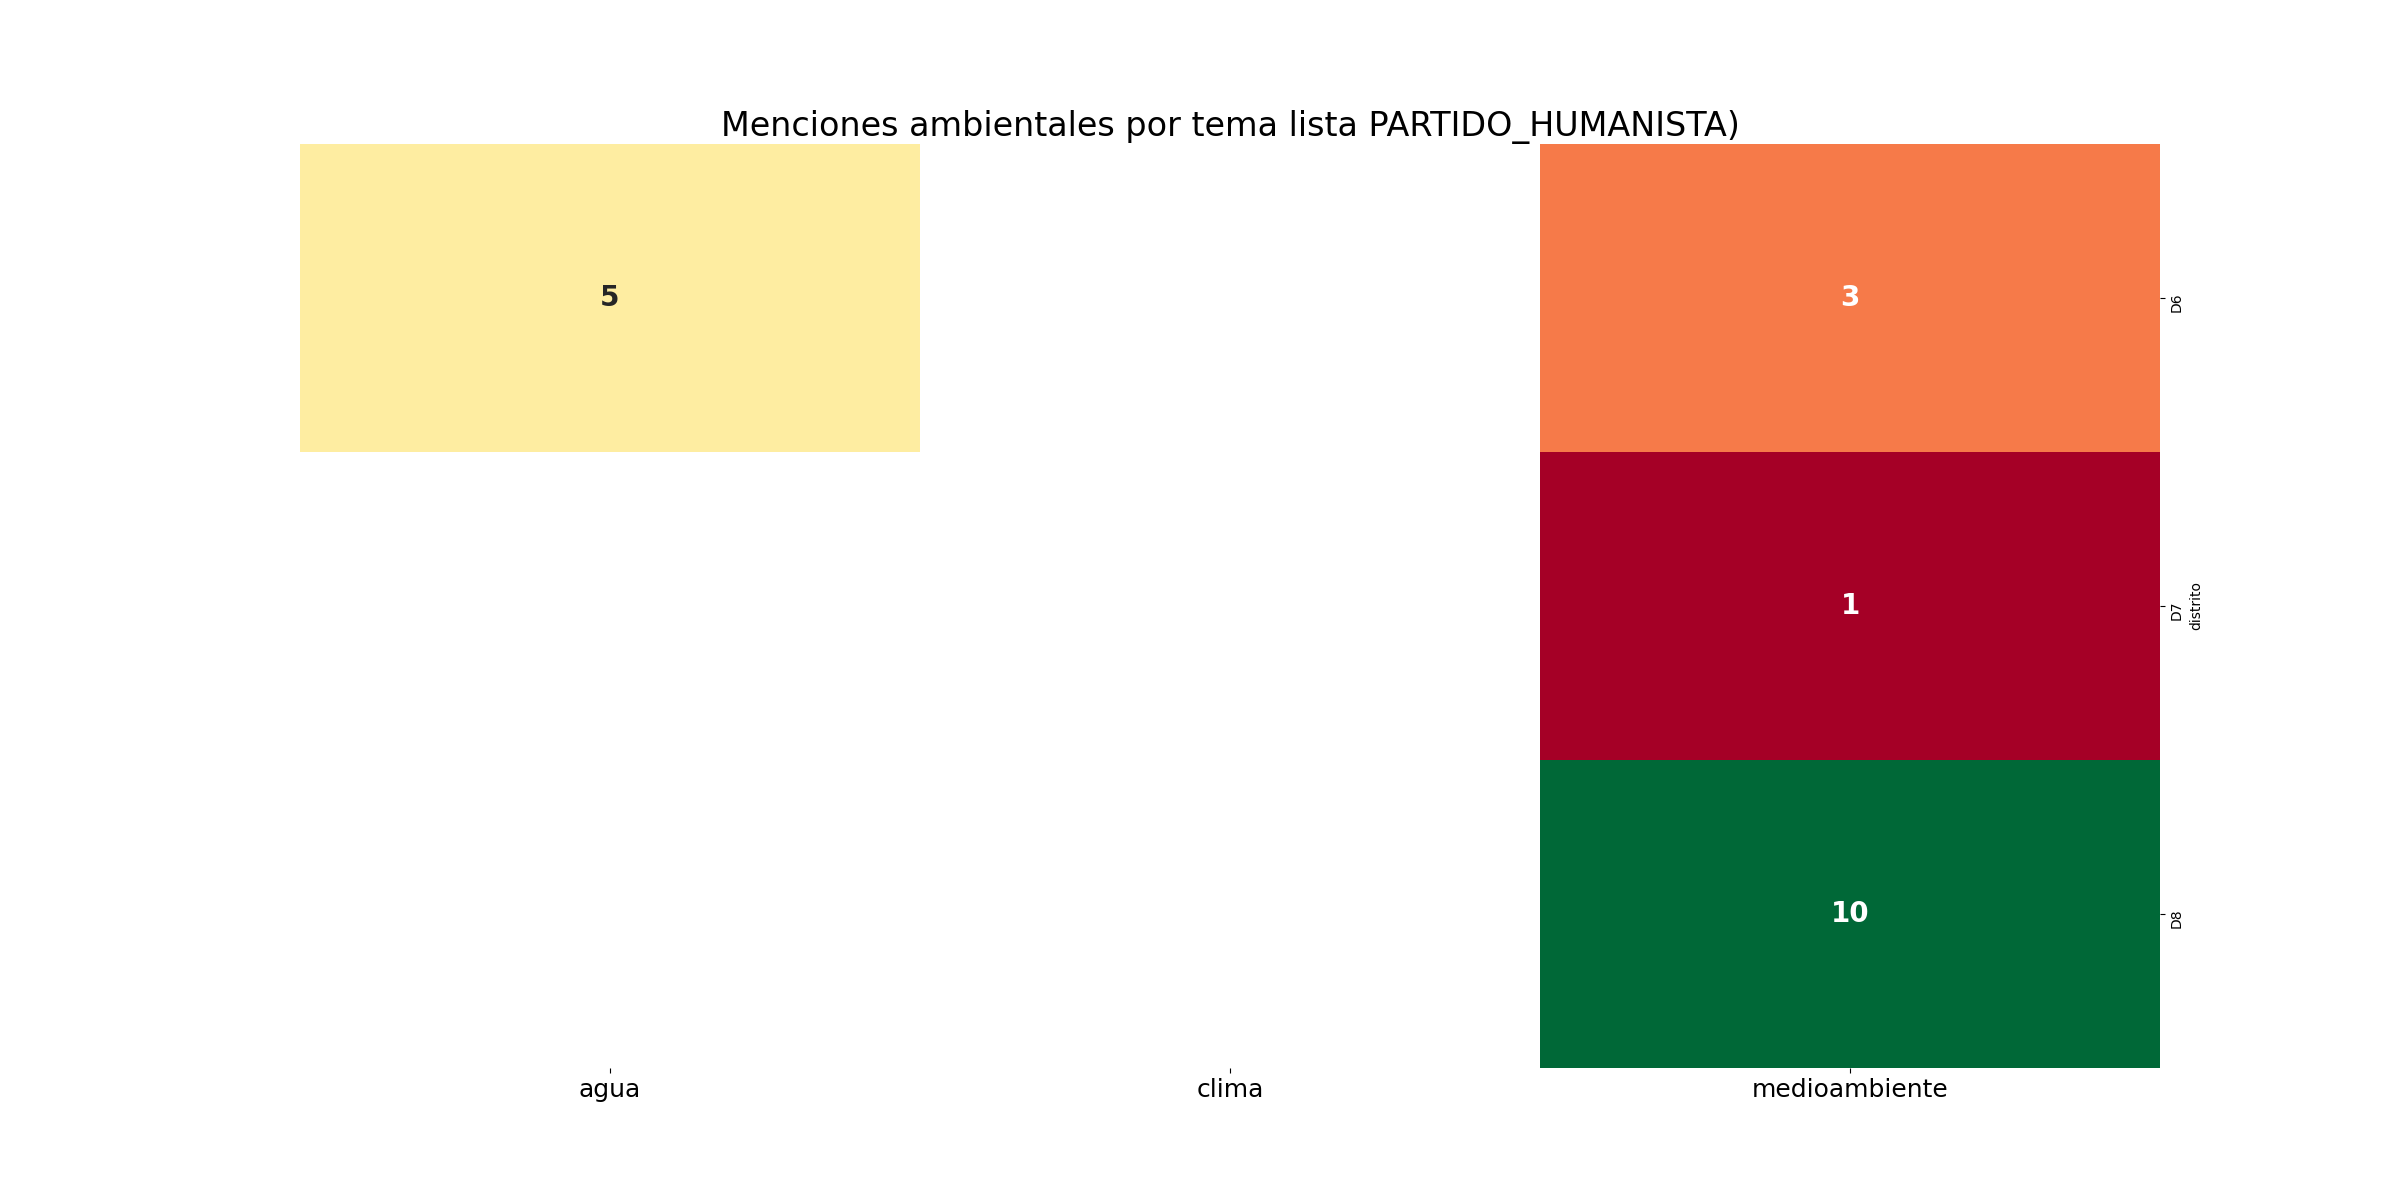 Menciones ambientales por tema lista PARTIDO_HUMANISTA)
5
3
D6
1
D7
distrito
10
D8
agua
clima
medioambiente